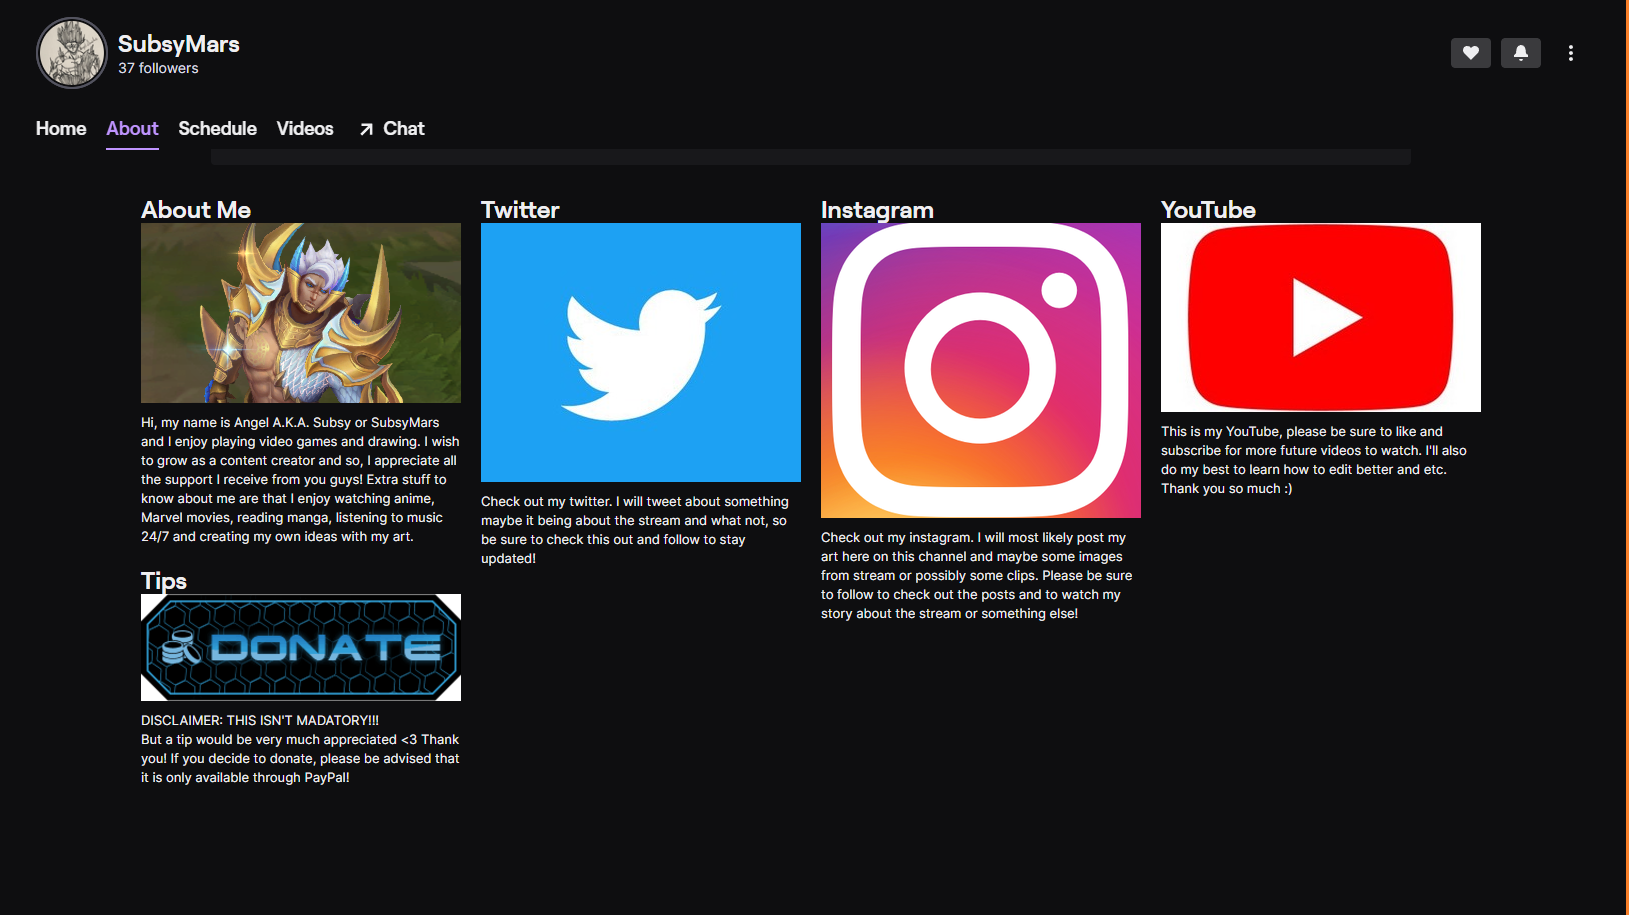 SubsyMars
37 followers
Home
About
Schedule
Videos
Chat
About Me
Hi, my name is Angel A.K.A. Subsy or SubsyMars
and I enjoy playing video games and drawing. I wish
to grow as a content creator and so, I appreciate all
the support I receive from you guys! Extra stuff to
know about me are that I enjoy watching anime,
Marvel movies, reading manga, listening to music
24/7 and creating my own ideas with my art.
Tips
DONATE
DISCLAIMER: THIS ISN'T MADATORY!!!
But a tip would be very much appreciated <3 Thank
you! If you decide to donate, please be advised that
it is only available through PayPal!
Twitter
Check out my twitter. I will tweet about something
maybe it being about the stream and what not, so
be sure to check this out and follow to stay
updated!
Instagram
Check out my instagram. I will most likely post my
art here on this channel and maybe some images
from stream or possibly some clips. Please be sure
to follow to check out the posts and to watch my
story about the stream or something else!
YouTube
This is my YouTube, please be sure to like and
subscribe for more future videos to watch. I'll also
do my best to learn how to edit better and etc.
Thank you so much :)